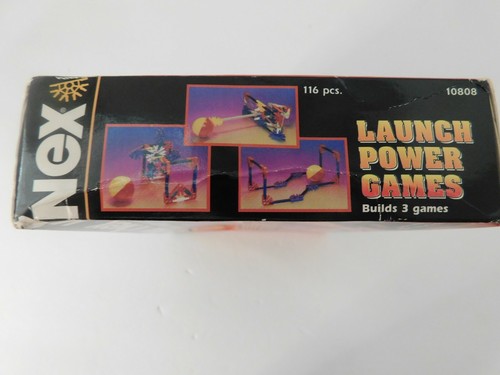 Nex
116 pcs.
10808
LAUNCH
POWER
GAMES
Builds 3 games